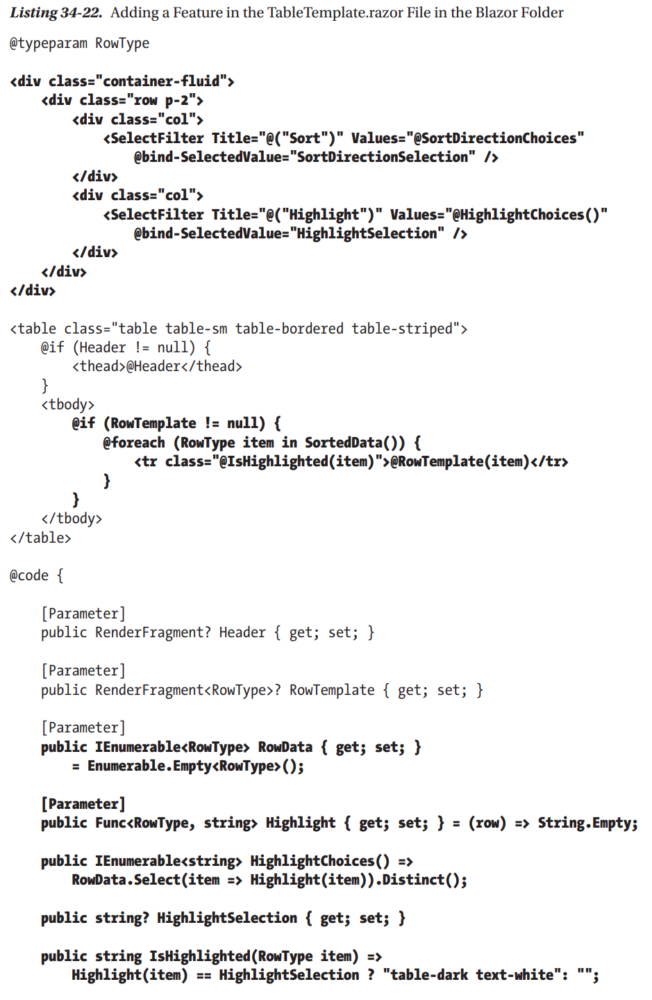 Listing 34-22. Adding a Feature in the TableTemplate.razor File in the Blazor Folder
@typeparam RowType
<div class="container-fluid">
    <div class="row p-2">
        <div class="col">
            <SelectFilter Title="@("Sort")" Values="@SortDirectionChoices"
                @bind-SelectedValue="SortDirectionSelection" />
        </div>
        <div class="col">
            <SelectFilter Title="@("Highlight")" Values="@HighlightChoices()"
                @bind-SelectedValue="HighlightSelection" />
        </div>
    </div>
</div>
<table class="table table-sm table-bordered table-striped">
    @if (Header != null) {
        <thead>@Header</thead>
    }
    <tbody>
        @if (RowTemplate != null) {
            @foreach (RowType item in SortedData()) {
                <tr class="@IsHighlighted(item)">@RowTemplate(item)</tr>
            }
        }
    </tbody>
</table>
@code {
    [Parameter]
    public RenderFragment? Header { get; set; }
    [Parameter]
    public RenderFragment<RowType>? RowTemplate { get; set; }
    [Parameter]
    public IEnumerable<RowType> RowData { get; set; }
        = Enumerable.Empty<RowType>();
    [Parameter]
    public Func<RowType, string> Highlight { get; set; } = (row) => String.Empty;
    public IEnumerable<string> HighlightChoices() =>
        RowData.Select(item => Highlight(item)).Distinct();
    public string? HighlightSelection { get; set; }
    public string IsHighlighted(RowType item) =>
        Highlight(item) == HighlightSelection ? "table-dark text-white": "";